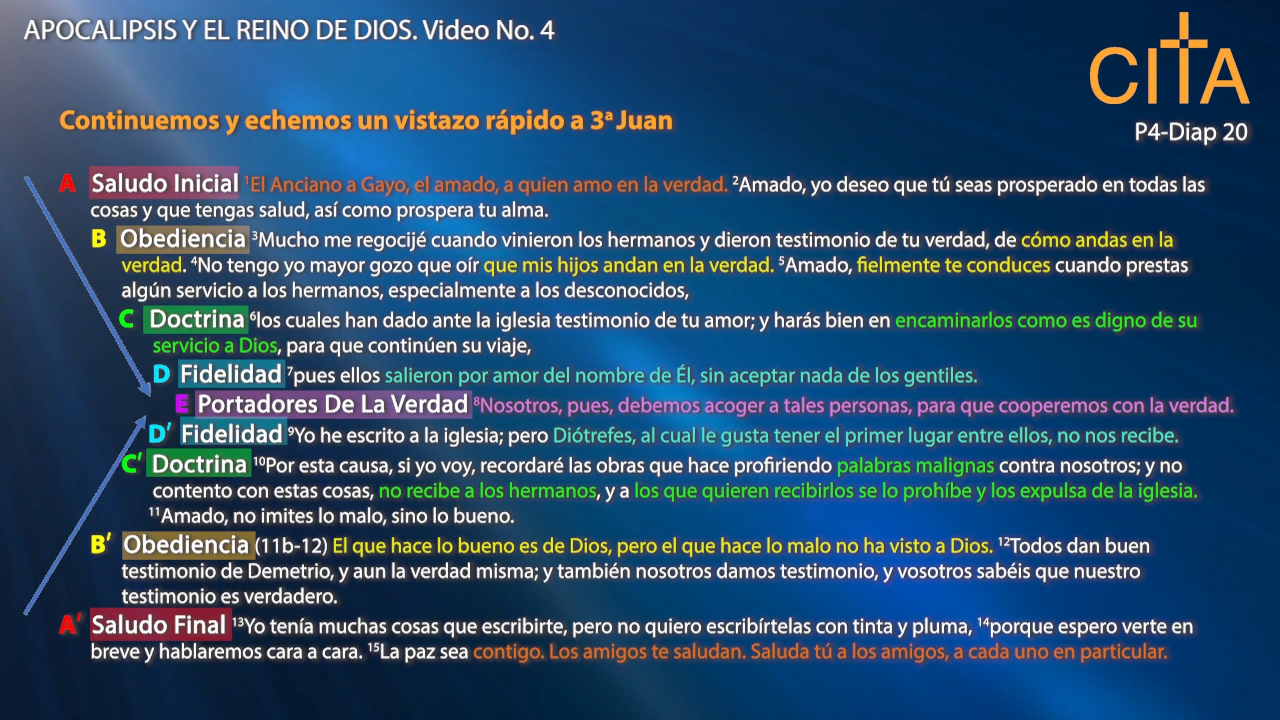 APOCALIPSIS Y EL REINO DE DIOS. Video No. 4
CITA
P4-Diap 20
Continuemos y echemos un vistazo rápido a 3ª Juan
A Saludo Inicial ¹El Anciano a Gayo, el amado, a quien amo en la verdad. ²Amado, yo deseo que tú seas prosperado en todas las
cosas y que tengas salud, así como prospera tu alma.
B Obediencia ³Mucho me regocijé cuando vinieron los hermanos y dieron testimonio de tu verdad, de cómo andas en la
verdad. ⁴No tengo yo mayor gozo que oír que mis hijos andan en la verdad. ⁵Amado, fielmente te conduces cuando prestas
algún servicio a los hermanos, especialmente a los desconocidos,
C Doctrina ⁶los cuales han dado ante la iglesia testimonio de tu amor; y harás bien en encaminarlos como es digno de su
servicio a Dios, para que continúen su viaje,
D Fidelidad ⁷pues ellos salieron por amor del nombre de Él, sin aceptar nada de los gentiles.
E Portadores De La Verdad ⁸Nosotros, pues, debemos acoger a tales personas, para que cooperemos con la verdad.
D′ Fidelidad ⁹Yo he escrito a la iglesia; pero Diótrefes, al cual le gusta tener el primer lugar entre ellos, no nos recibe.
C′ Doctrina ¹⁰Por esta causa, si yo voy, recordaré las obras que hace profiriendo palabras malignas contra nosotros; y no
contento con estas cosas, no recibe a los hermanos, y a los que quieren recibirlos se lo prohíbe y los expulsa de la iglesia.
¹¹Amado, no imites lo malo, sino lo bueno.
B′ Obediencia (11b-12) El que hace lo bueno es de Dios, pero el que hace lo malo no ha visto a Dios. ¹²Todos dan buen
testimonio de Demetrio, y aun la verdad misma; y también nosotros damos testimonio, y vosotros sabéis que nuestro
testimonio es verdadero.
A′ Saludo Final ¹³Yo tenía muchas cosas que escribirte, pero no quiero escribírtelas con tinta y pluma, ¹⁴porque espero verte en
breve y hablaremos cara a cara. ¹⁵La paz sea contigo. Los amigos te saludan. Saluda tú a los amigos, a cada uno en particular.